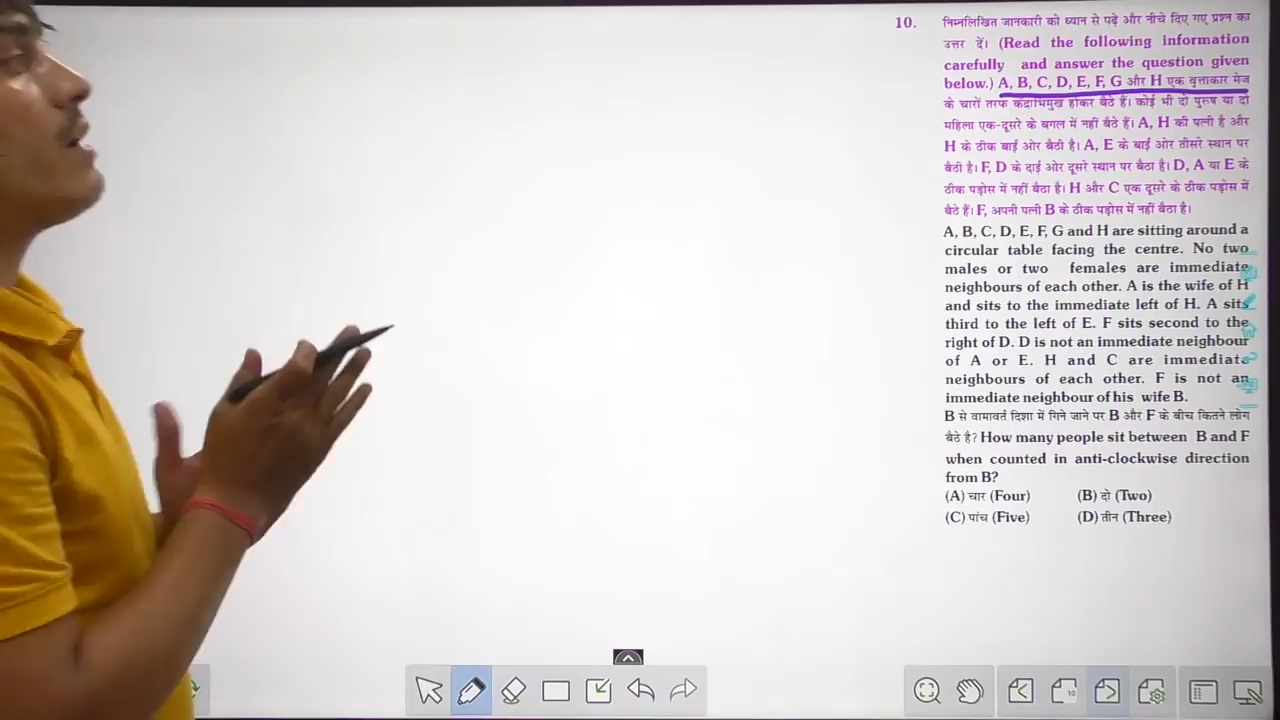 10. निम्नलिखित जानकारी को ध्यान से पढ़ें और नीचे दिए गए प्रश्न का
उत्तर दें। (Read the following information
carefully and answer the question given
below.) A, B, C, D, E, F, G और H एक वृत्ताकार मेज
के चारों तरफ केंद्राभिमुख होकर बैठे हैं। कोई भी दो पुरुष या दो
महिला एक-दूसरे के बगल में नहीं बैठे हैं। A, H की पत्नी है और
H के ठीक बाईं ओर बैठी है। A, E के बाईं ओर तीसरे स्थान पर
बैठी है। F, D के दाईं ओर दूसरे स्थान पर बैठा है। D, A या E के
ठीक पड़ोस में नहीं बैठा है। H और C एक दूसरे के ठीक पड़ोस में
बैठे हैं। F, अपनी पत्नी B के ठीक पड़ोस में नहीं बैठा है।
A, B, C, D, E, F, G and H are sitting around a
circular table facing the centre. No two
males or two females are immediate
neighbours of each other. A is the wife of H
and sits to the immediate left of H. A sits
third to the left of E. F sits second to the
right of D. D is not an immediate neighbour
of A or E. H and C are immediate
neighbours of each other. F is not an
immediate neighbour of his wife B.
B से वामावर्त दिशा में गिने जाने पर B और F के बीच कितने लोग
बैठे है? How many people sit between B and F
when counted in anti-clockwise direction
from B?
(A) चार (Four) (B) दो (Two)
(C) पांच (Five) (D) तीन (Three)
10